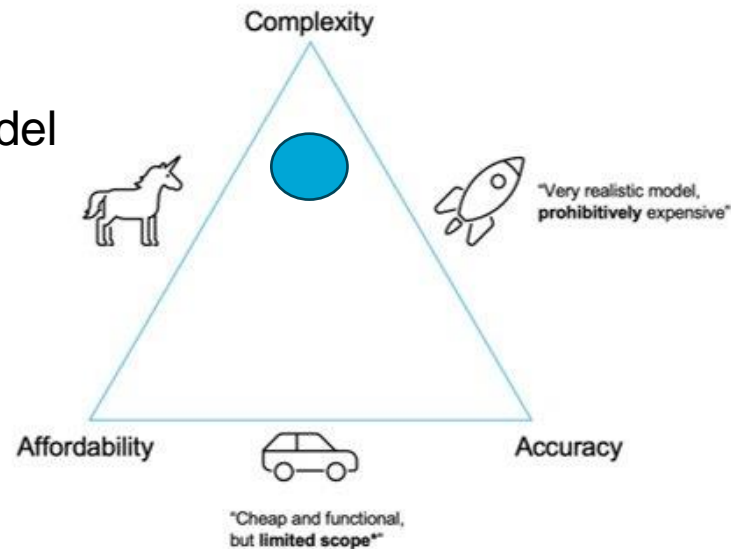 Complexity
del
"Very realistic model,
prohibitively expensive"
Affordability
Accuracy
"Cheap and functional,
but limited scope*"